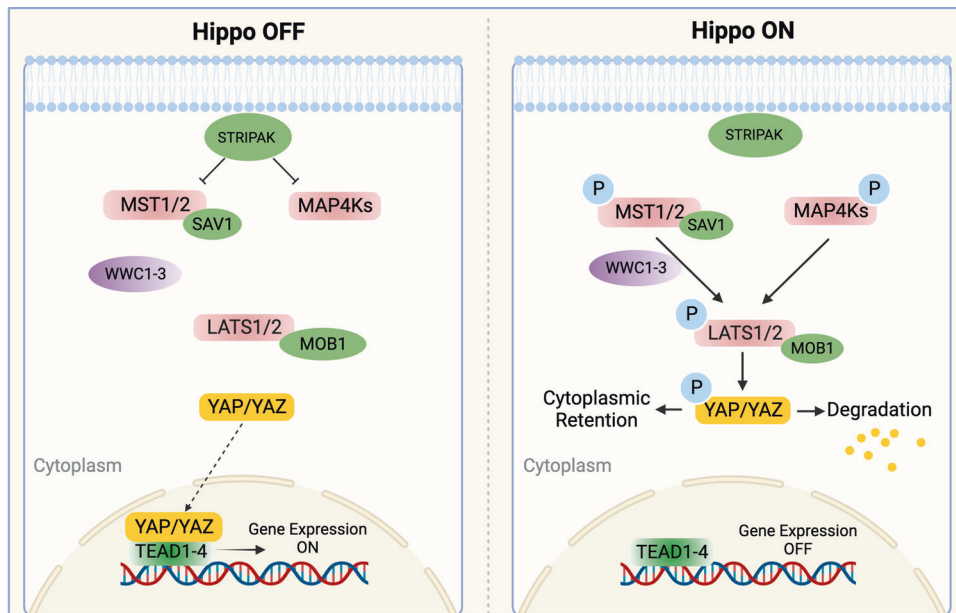 Hippo OFF
STRIPAK
MST1/2
SAV1
MAP4Ks
WWC1-3
LATS1/2
MOB1
YAP/YAZ
Cytoplasm
YAP/YAZ
TEAD1-4
Gene Expression
ON
Hippo ON
STRIPAK
P
MST1/2
SAV1
P
MAP4Ks
WWC1-3
P
LATS1/2
MOB1
P
YAP/YAZ
Cytoplasmic
Retention
Degradation
Cytoplasm
TEAD1-4
Gene Expression
OFF